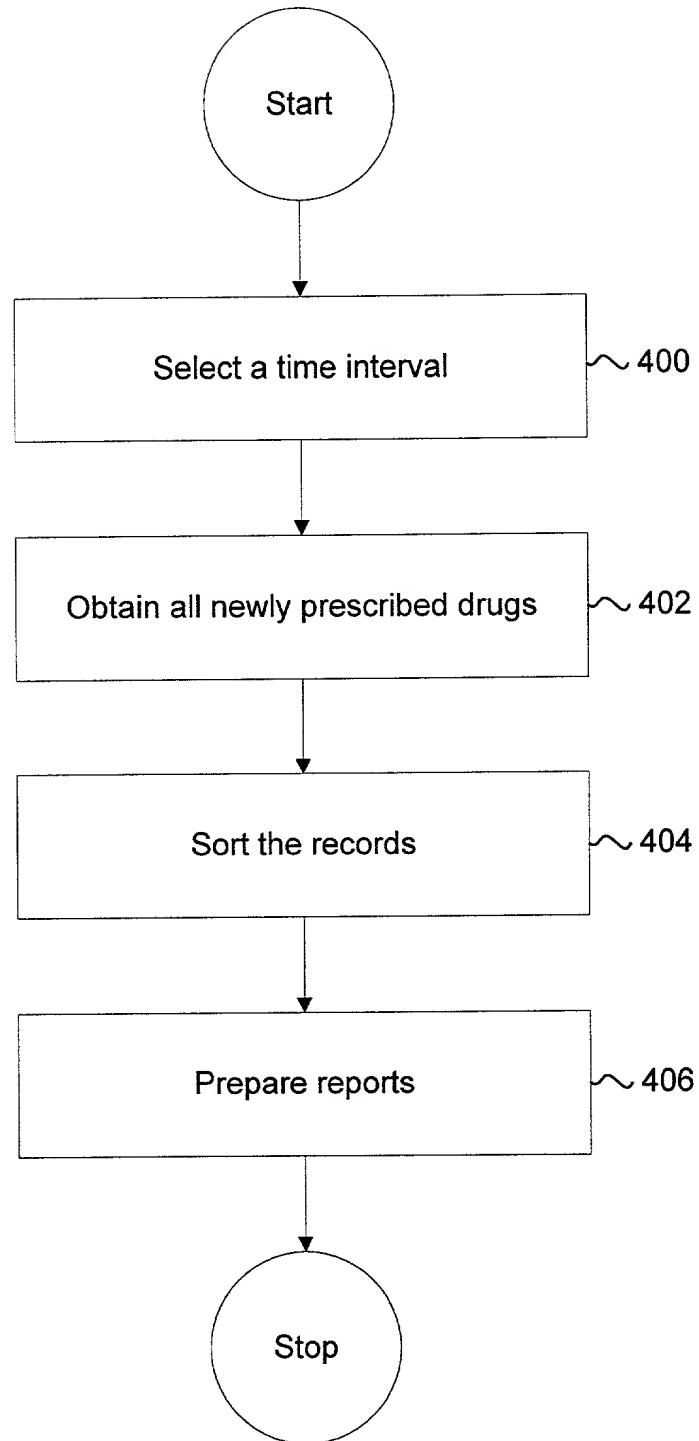 Start
Select a time interval
400
Obtain all newly prescribed drugs
402
Sort the records
404
Prepare reports
406
Stop